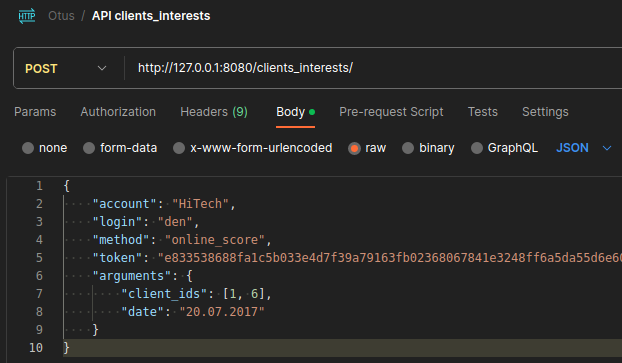 HTTP Otus / API clients_interests
POST http://127.0.0.1:8080/clients_interests/
Params Authorization Headers (9) Body Pre-request Script Tests Settings
none form-data x-www-form-urlencoded raw binary GraphQL JSON
1 {
2 "account": "HiTech",
3 "login": "den",
4 "method": "online_score",
5 "token": "e833538688fa1c5b033e4d7f39a79163fb02368067841e3248ff6a5da55d6e60
6 "arguments": {
7 "client_ids": [1, 6],
8 "date": "20.07.2017"
9 }
10 }